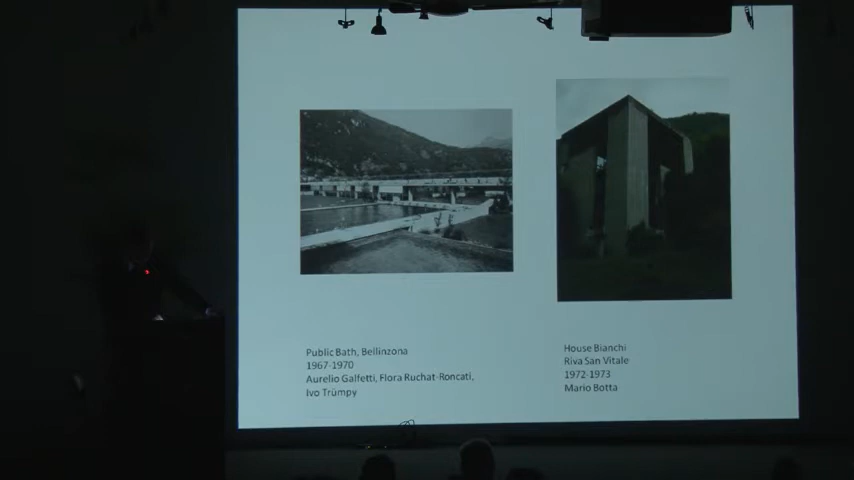 Public Bath, Bellinzona
1967-1970
Aurelio Galfetti, Flora Ruchat-Roncati,
Ivo Trümpy
House Bianchi
Riva San Vitale
1972-1973
Mario Botta